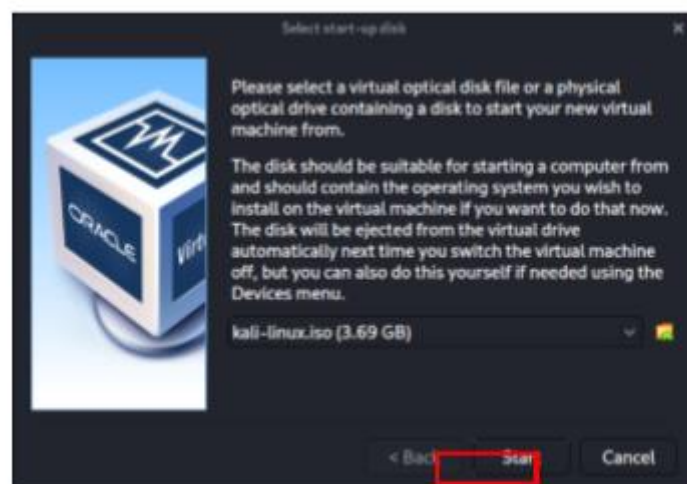 Select start-up disk
Please select a virtual optical disk file or a physical
optical drive containing a disk to start your new virtual
machine from.
The disk should be suitable for starting a computer from
and should contain the operating system you wish to
install on the virtual machine if you want to do that now.
The disk will be ejected from the virtual drive
automatically next time you switch the virtual machine
off, but you can also do this yourself if needed using the
Devices menu.
ORACLE
Virt
kali-linux.iso (3.69 GB)
< Back
Start
Cancel